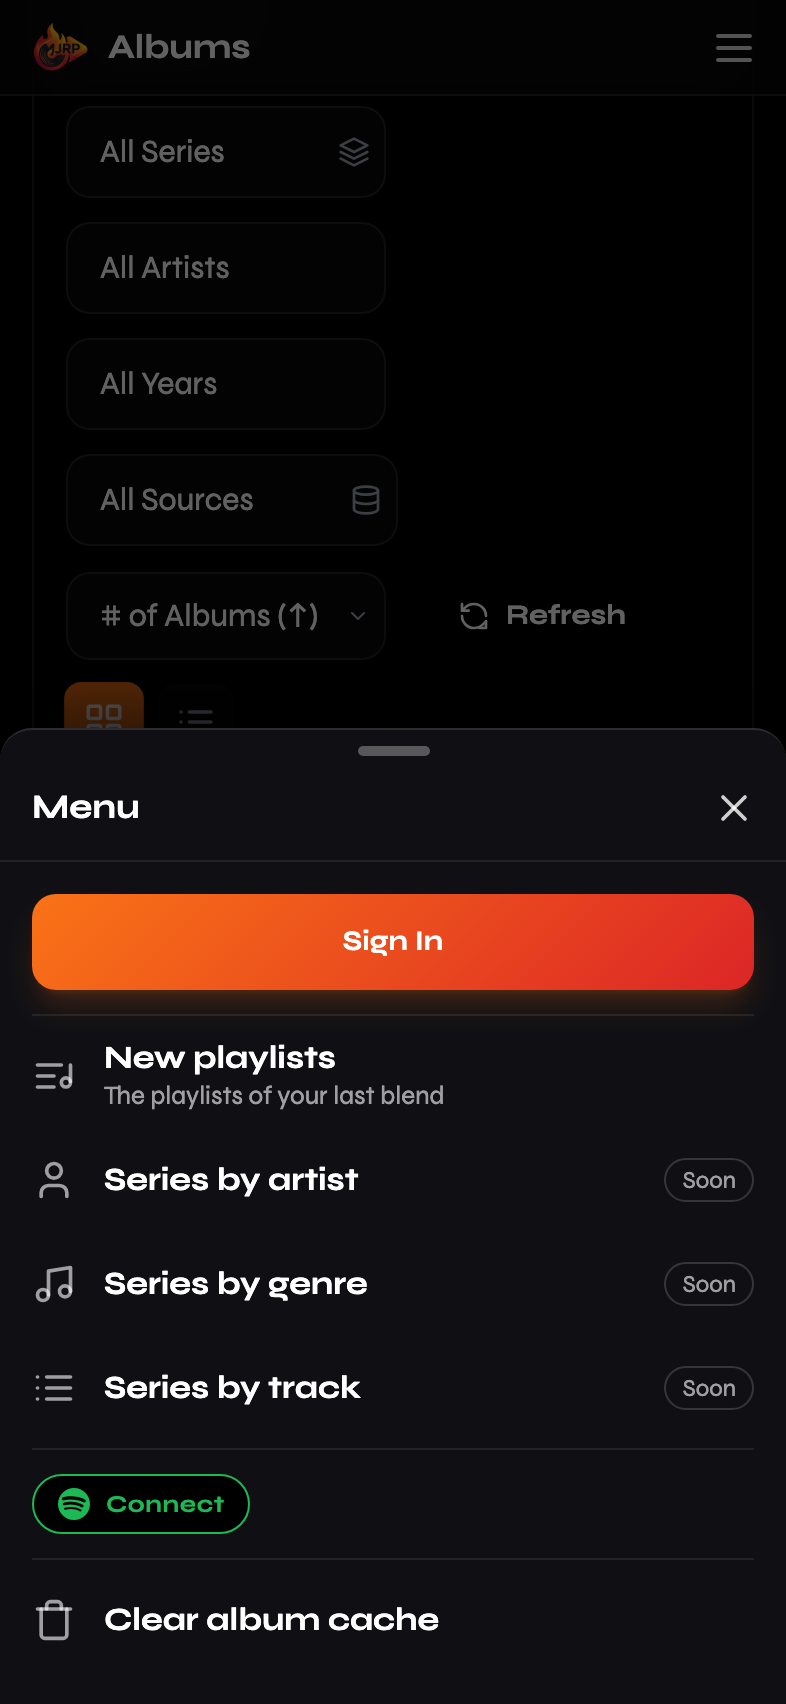 MJRP
Albums
All Series
All Artists
All Years
All Sources
# of Albums (↑)
Refresh
Menu
Sign In
New playlists
The playlists of your last blend
Series by artist
Soon
Series by genre
Soon
Series by track
Soon
Connect
Clear album cache